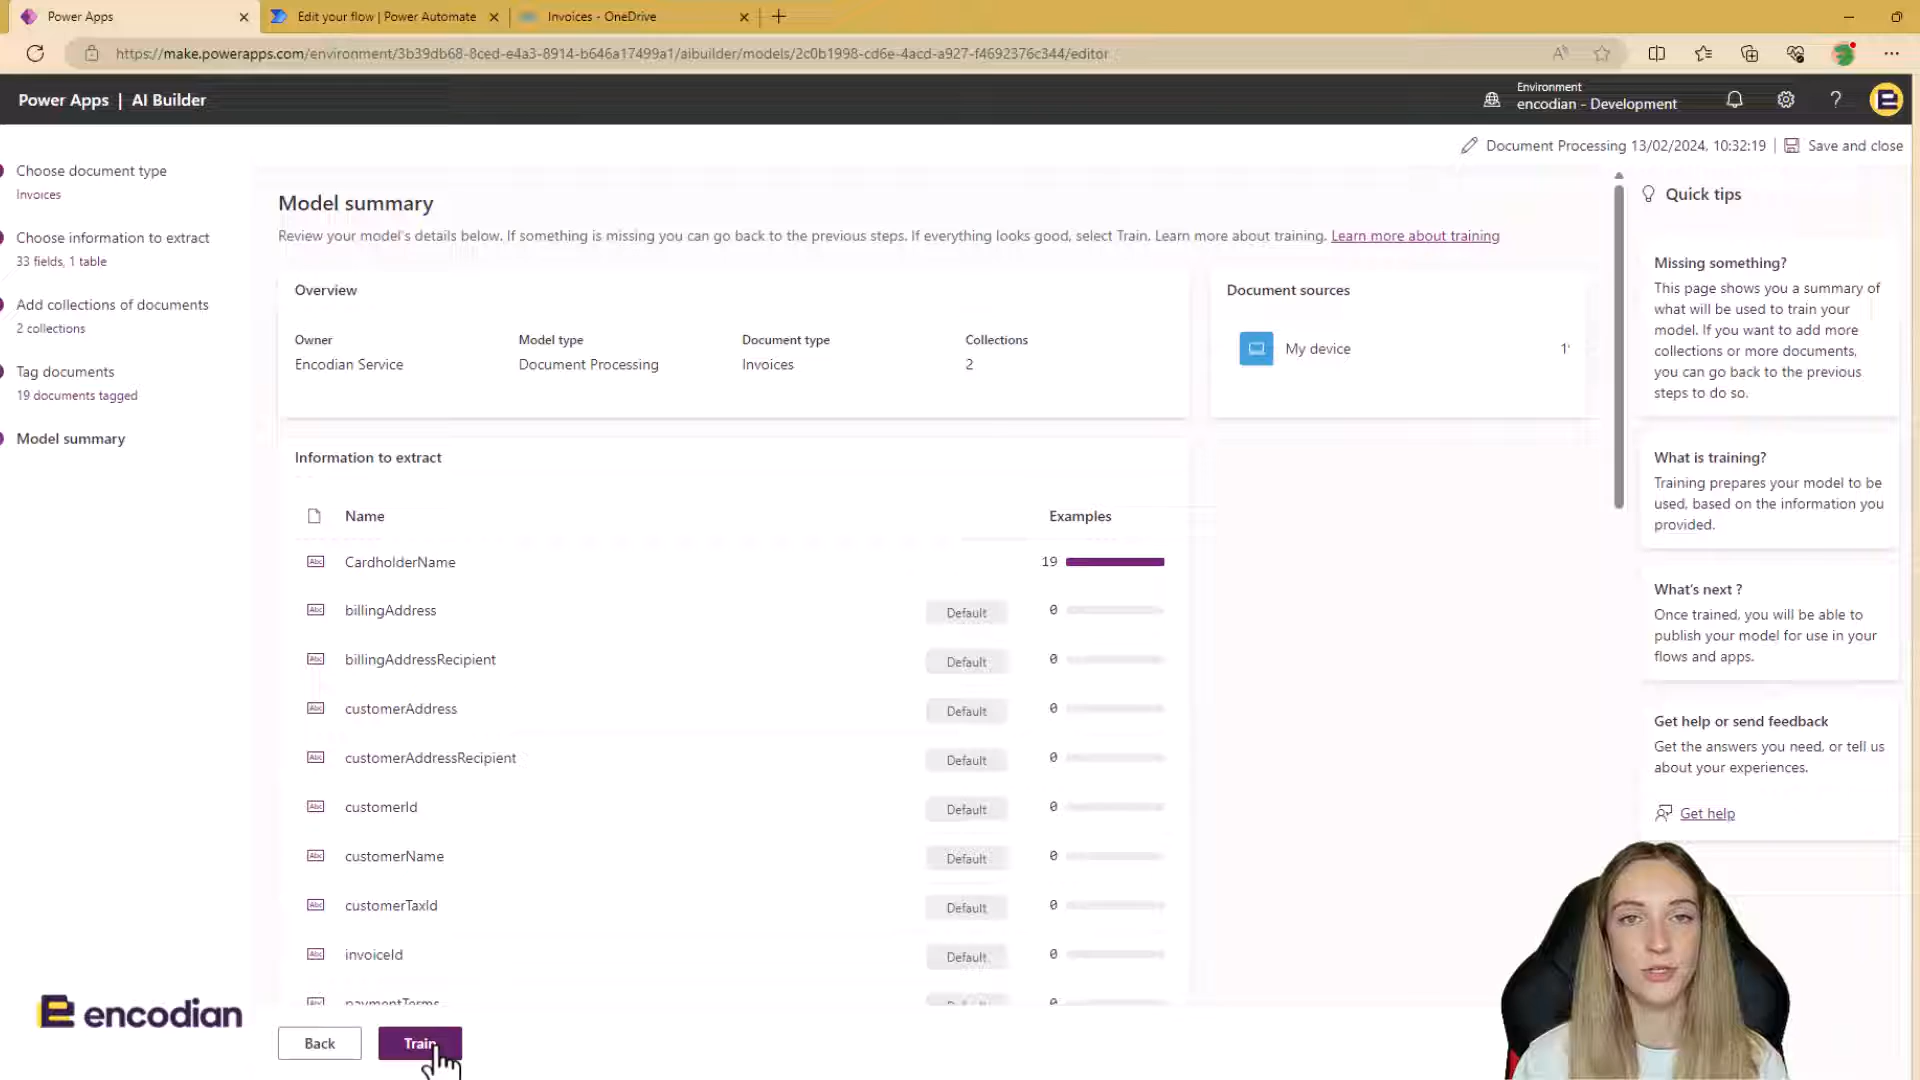 Power Apps
Edit your flow | Power Automate
Invoices - OneDrive
https://make.powerapps.com/environment/3b39db68-8ced-e4a3-8914-b646a17499a1/aibuilder/models/2c0b1998-cd6e-4acd-a927-f4692376c344/editor
Power Apps | AI Builder
Environment
encodian - Development
Document Processing 13/02/2024, 10:32:19 | Save and close
Choose document type
Invoices
Choose information to extract
33 fields, 1 table
Add collections of documents
2 collections
Tag documents
19 documents tagged
Model summary
Model summary
Review your model's details below. If something is missing you can go back to the previous steps. If everything looks good, select Train. Learn more about training. Learn more about training
Overview
Owner
Encodian Service
Model type
Document Processing
Document type
Invoices
Collections
2
Document sources
My device
Information to extract
Name
Examples
CardholderName
19
billingAddress
Default
0
billingAddressRecipient
Default
0
customerAddress
Default
0
customerAddressRecipient
Default
0
customerId
Default
0
customerName
Default
0
customerTaxId
Default
0
invoiceId
Default
0
paymentTerms
Back
Train
encodian
Quick tips
Missing something?
This page shows you a summary of
what will be used to train your
model. If you want to add more
collections or more documents,
you can go back to the previous
steps to do so.
What is training?
Training prepares your model to be
used, based on the information you
provided.
What's next ?
Once trained, you will be able to
publish your model for use in your
flows and apps.
Get help or send feedback
Get the answers you need, or tell us
about your experiences.
Get help